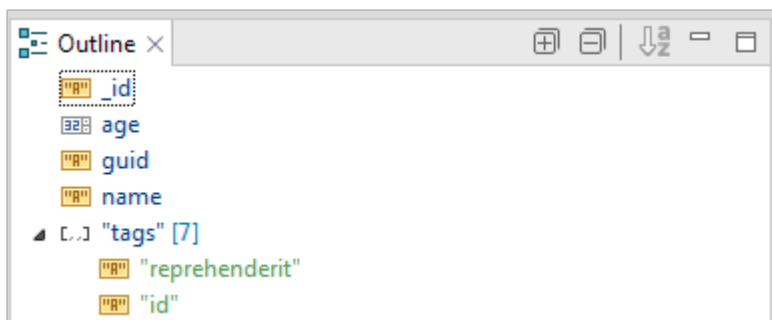 Outline
_id
age
guid
name
"tags" [7]
"reprehenderit"
"id"